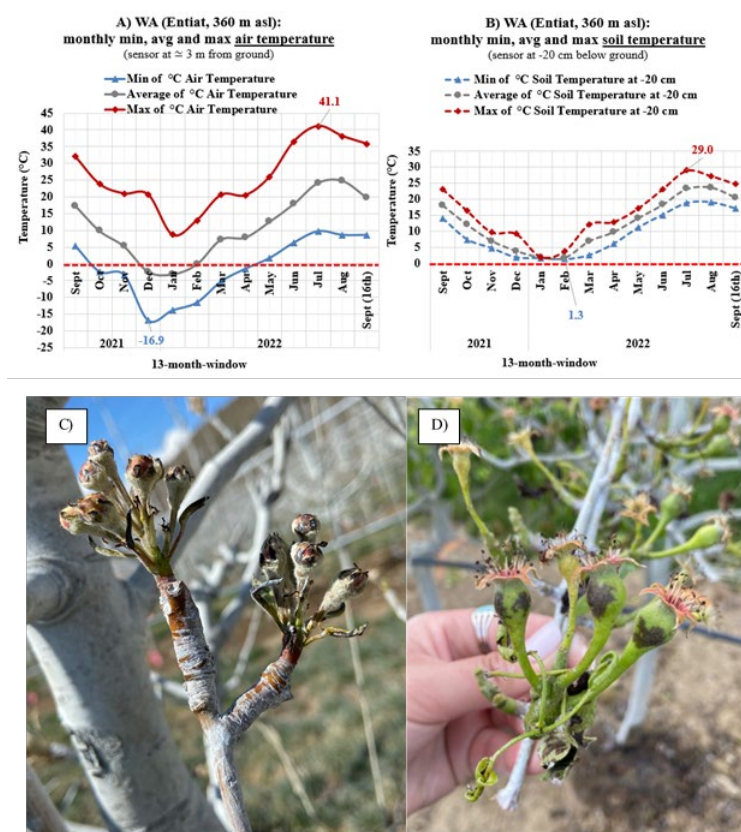 A) WA (Entiat, 360 m asl):
monthly min, avg and max air temperature
(sensor at ≃ 3 m from ground)
Min of °C Air Temperature
Average of °C Air Temperature
Max of °C Air Temperature
41.1
45
40
35
30
25
20
15
10
5
0
-5
-10
-15
-20
-25
Temperature (°C)
Sept
Oct
Nov
Dec
Jan
Feb
Mar
Apr
May
Jun
Jul
Aug
Sept (16th)
-16.9
2021
2022
13-month-window
B) WA (Entiat, 360 m asl):
monthly min, avg and max soil temperature
(sensor at -20 cm below ground)
Min of °C Soil Temperature at -20 cm
Average of °C Soil Temperature at -20 cm
Max of °C Soil Temperature at -20 cm
29.0
35
30
25
20
15
10
5
0
Temperature (°C)
Sept
Oct
Nov
Dec
Jan
Feb
Mar
Apr
May
Jun
Jul
Aug
Sept (16th)
1.3
2021
2022
13-month-window
C)
D)